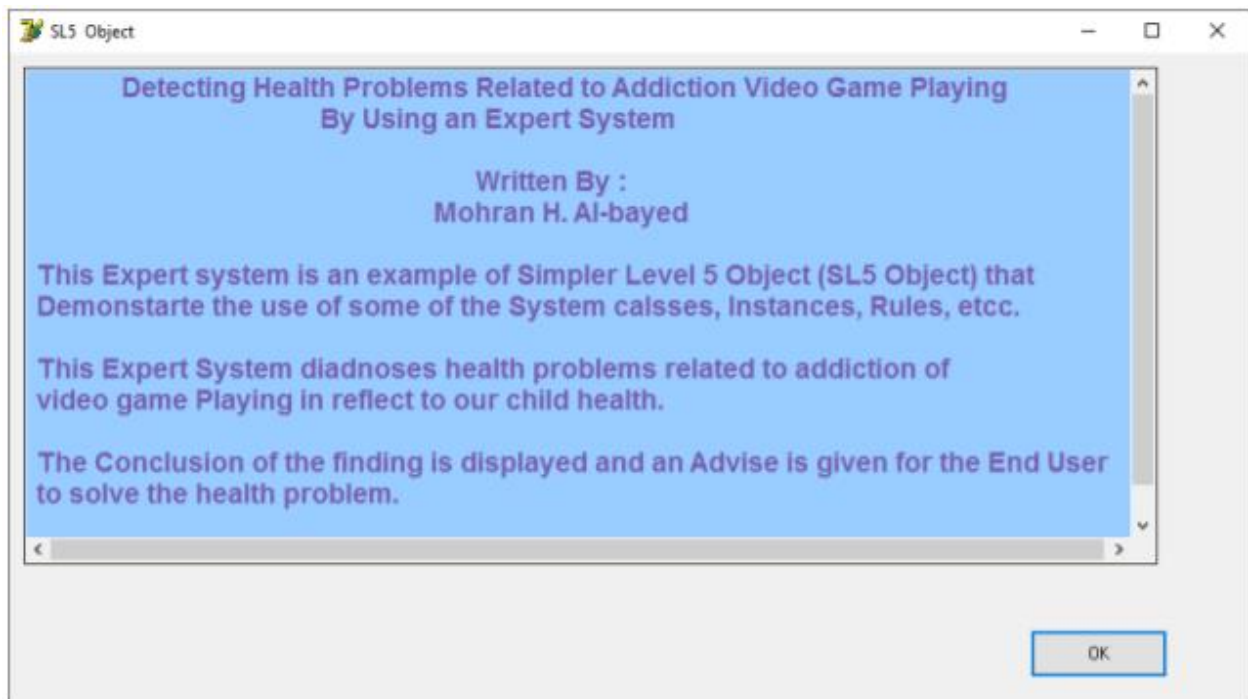 SL5 Object
Detecting Health Problems Related to Addiction Video Game Playing
By Using an Expert System
Written By :
Mohran H. Al-bayed
This Expert system is an example of Simpler Level 5 Object (SL5 Object) that
Demonstarte the use of some of the System calsses, Instances, Rules, etcc.
This Expert System diadnoses health problems related to addiction of
video game Playing in reflect to our child health.
The Conclusion of the finding is displayed and an Advise is given for the End User
to solve the health problem.
OK